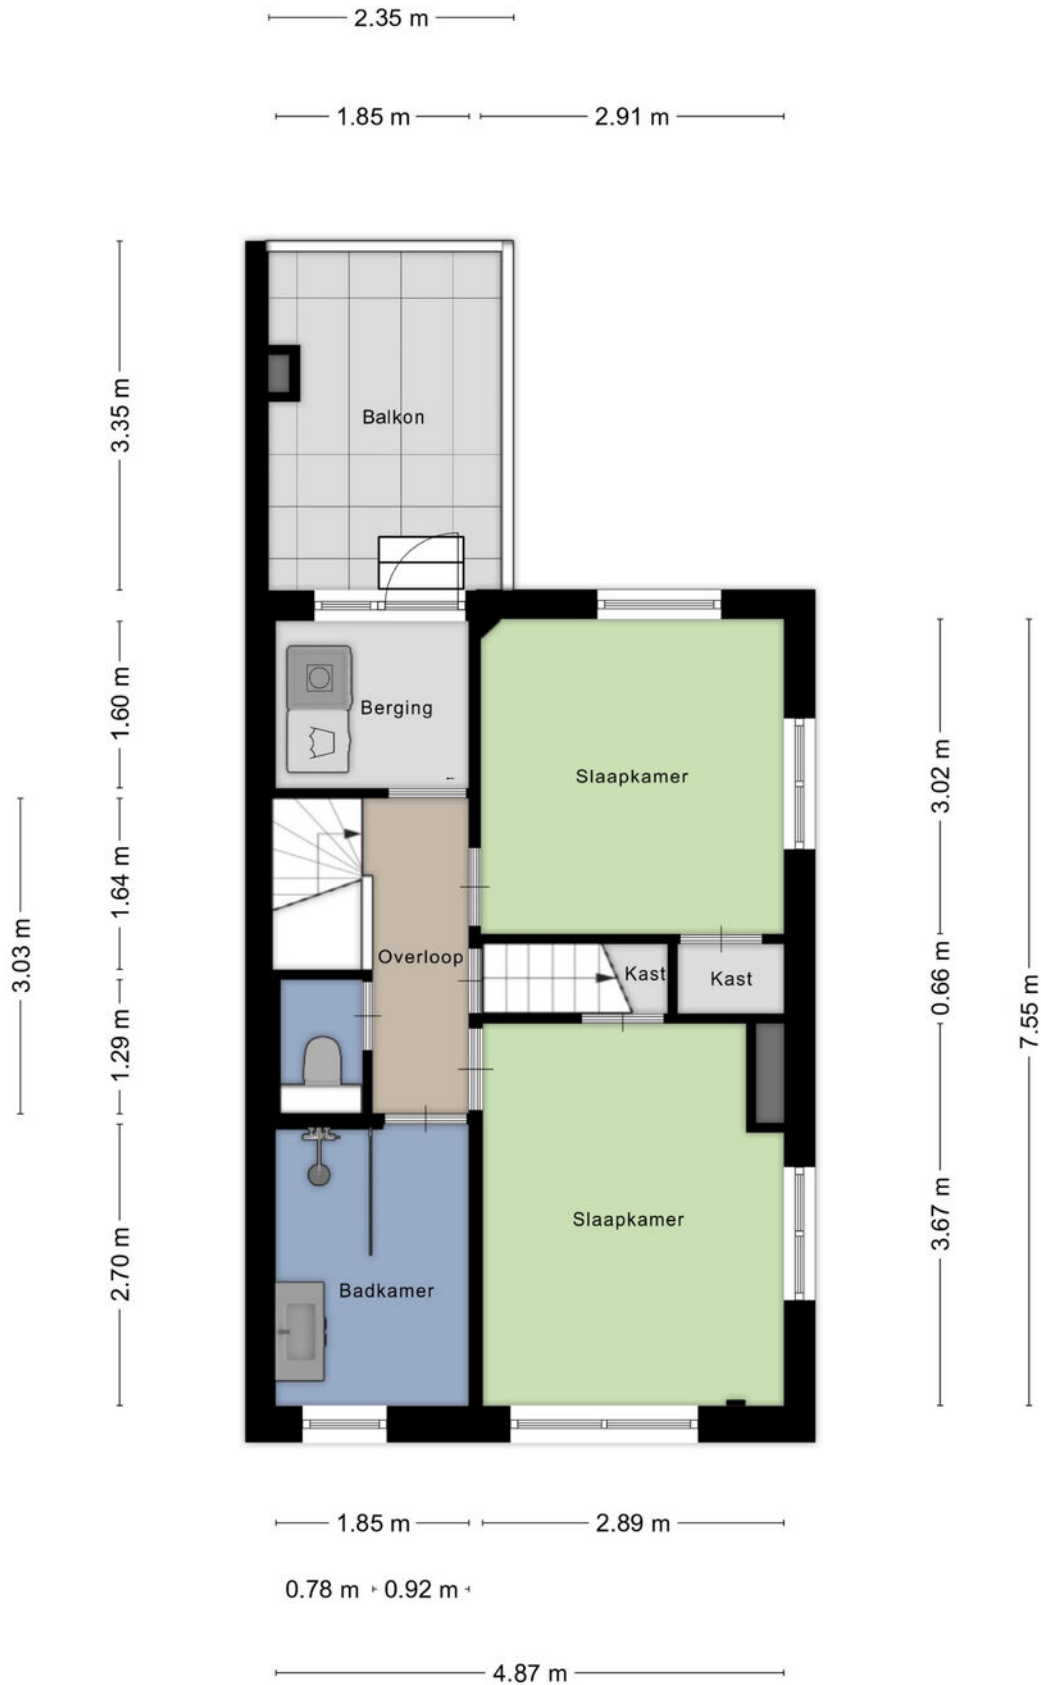 2.35 m
1.85 m
2.91 m
3.35 m
Balkon
1.60 m
Berging
Slaapkamer
3.02 m
1.64 m
3.03 m
Overloop
Kast
Kast
0.66 m
7.55 m
1.29 m
Slaapkamer
3.67 m
2.70 m
Badkamer
1.85 m
2.89 m
0.78 m
0.92 m
4.87 m